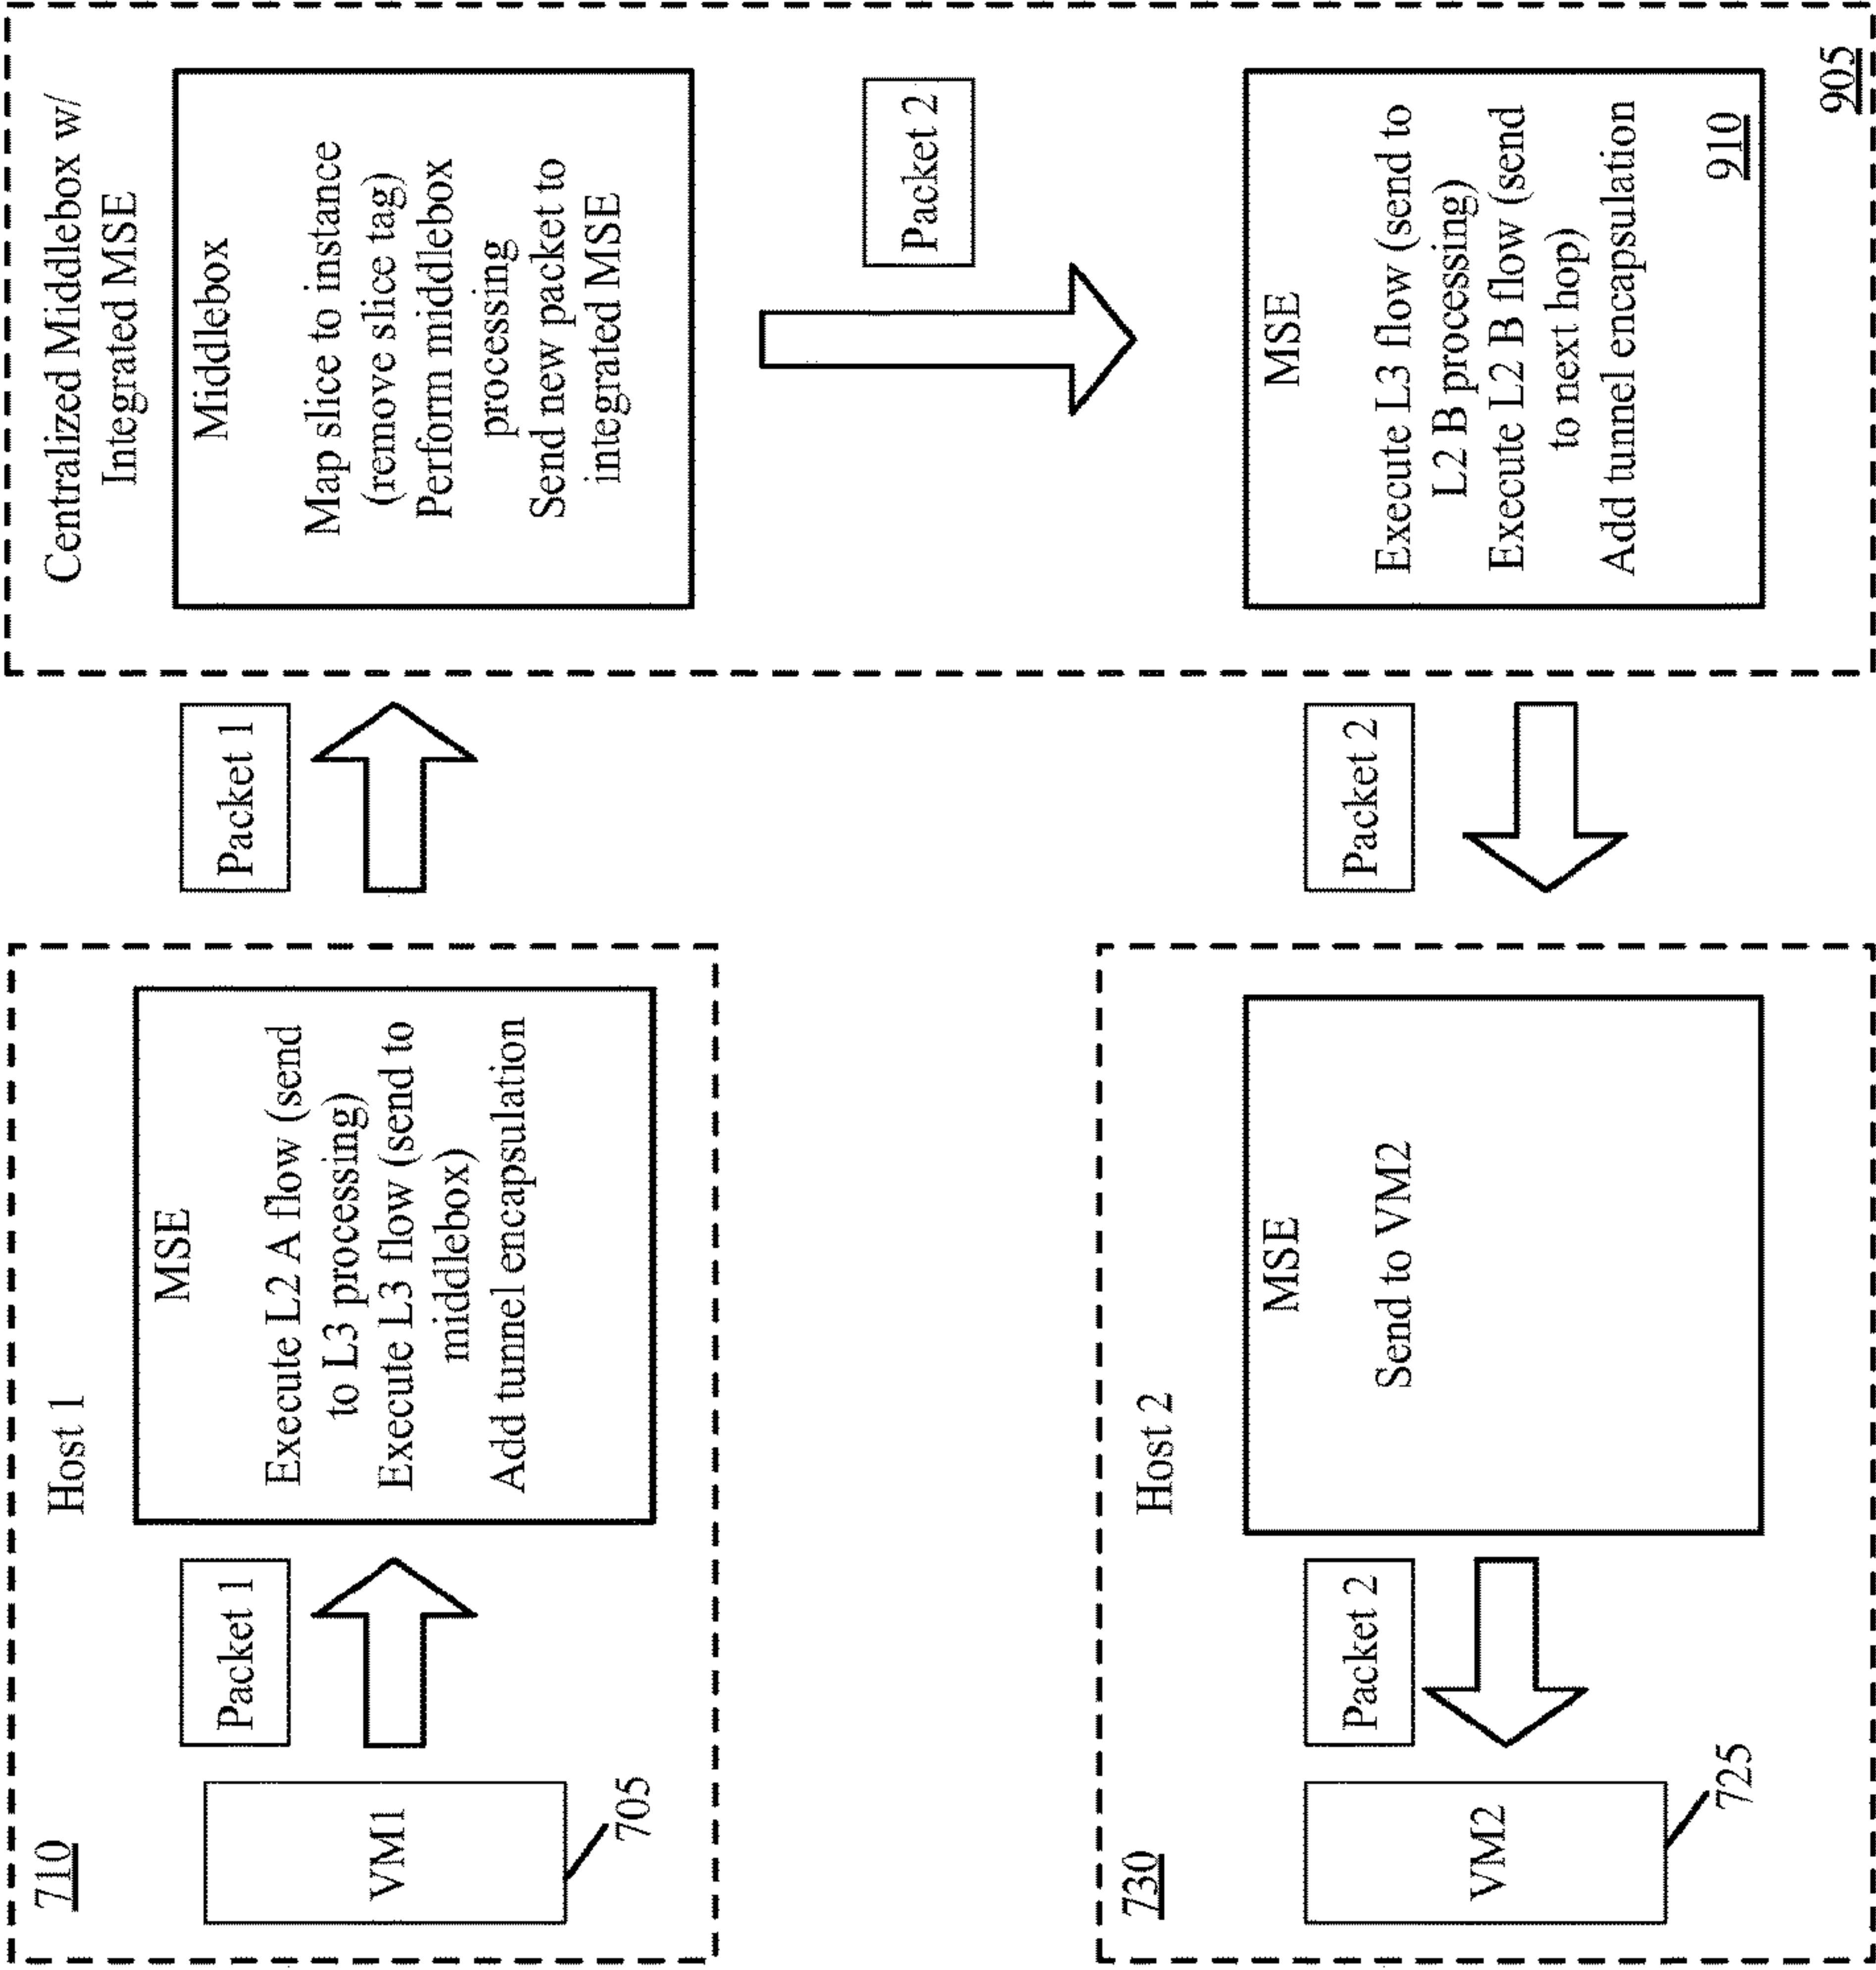 710
Host 1
VM1
705
Packet 1
MSE
Execute L2 A flow (send
to L3 processing)
Execute L3 flow (send to
middlebox)
Add tunnel encapsulation
Packet 1
Centralized Middlebox w/
Integrated MSE
Middlebox
Map slice to instance
(remove slice tag)
Perform middlebox
processing
Send new packet to
integrated MSE
Packet 2
MSE
Execute L3 flow (send to
L2 B processing)
Execute L2 B flow (send
to next hop)
Add tunnel encapsulation
910
905
Packet 2
730
Host 2
MSE
Send to VM2
Packet 2
VM2
725